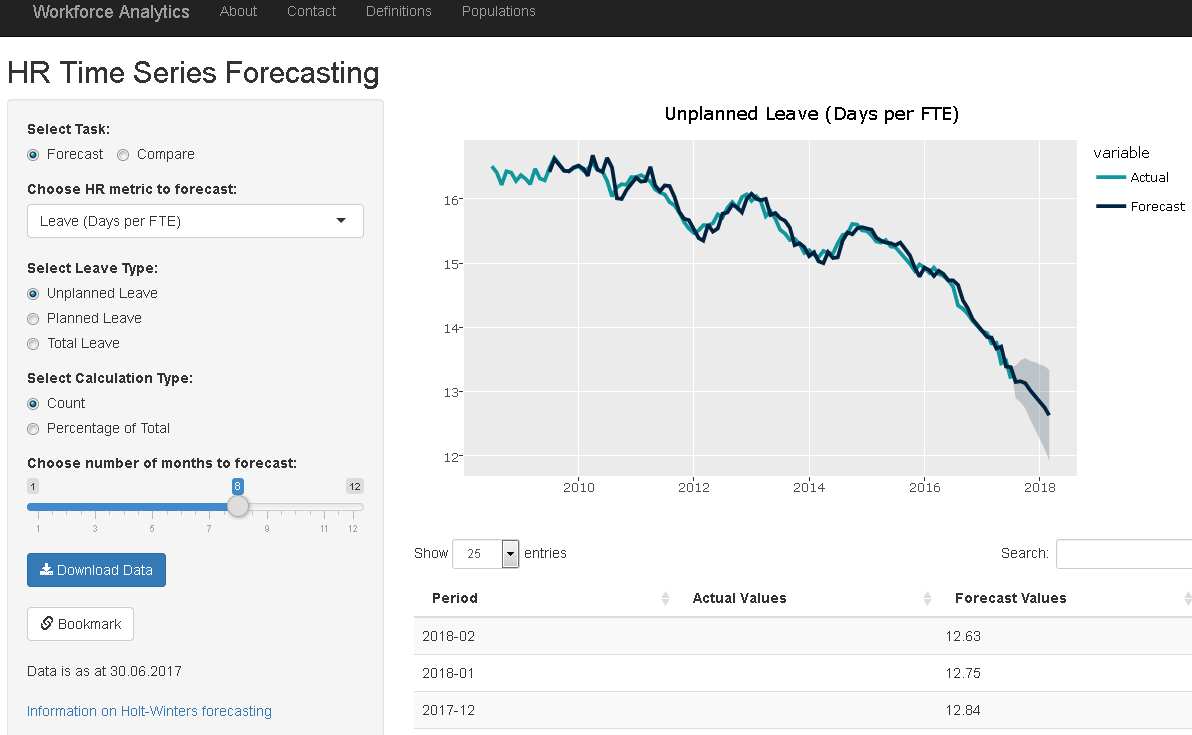 Workforce Analytics About Contact Definitions Populations
HR Time Series Forecasting
Select Task:
Forecast Compare
Choose HR metric to forecast:
Leave (Days per FTE)
Select Leave Type:
Unplanned Leave
Planned Leave
Total Leave
Select Calculation Type:
Count
Percentage of Total
Choose number of months to forecast:
1 8 12
1 3 5 7 9 11 12
Download Data
Bookmark
Data is as at 30.06.2017
Information on Holt-Winters forecasting
Unplanned Leave (Days per FTE)
variable
Actual
Forecast
16
15
14
13
12
2010 2012 2014 2016 2018
Show 25 entries Search:
Period Actual Values Forecast Values
2018-02 12.63
2018-01 12.75
2017-12 12.84